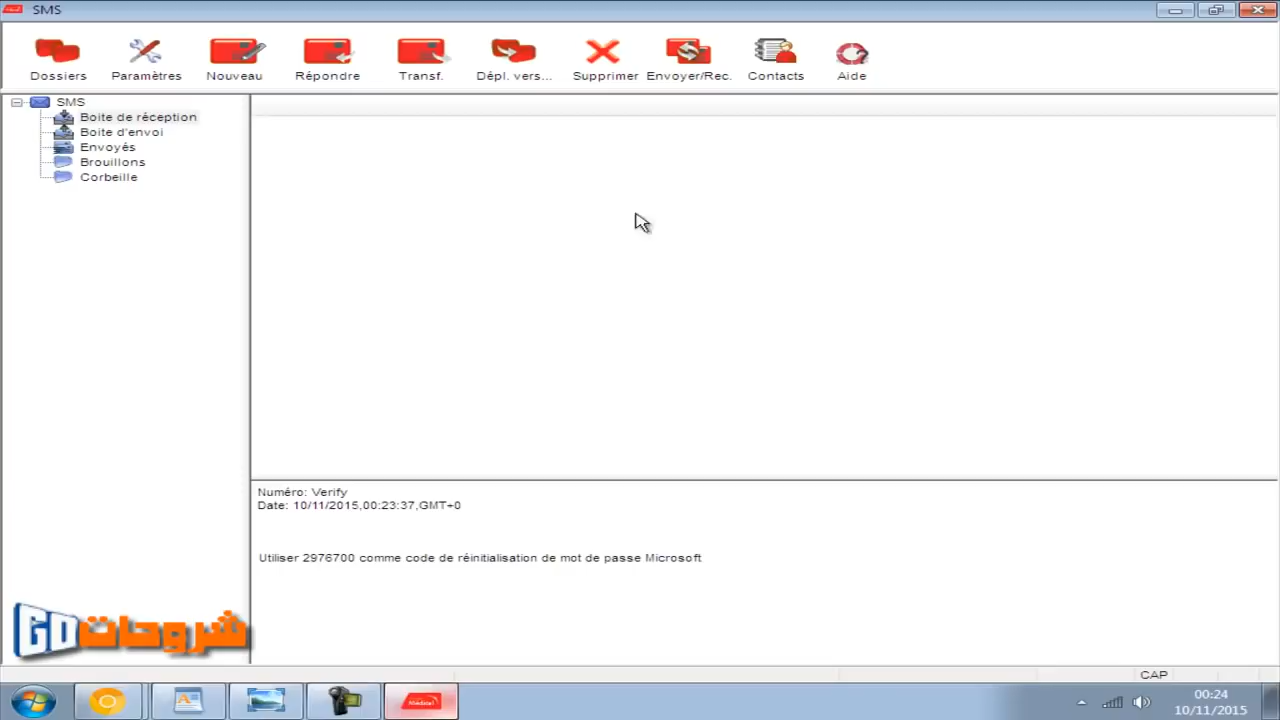 SMS
Dossiers
Paramètres
Nouveau
Répondre
Transf.
Dépl. vers...
Supprimer
Envoyer/Rec.
Contacts
Aide
SMS
Boite de réception
Boite d'envoi
Envoyés
Brouillons
Corbeille
Numéro: Verify
Date: 10/11/2015,00:23:37,GMT+0
Utiliser 2976700 comme code de réinitialisation de mot de passe Microsoft
GO شروحات
CAP
Méditel
00:24
10/11/2015